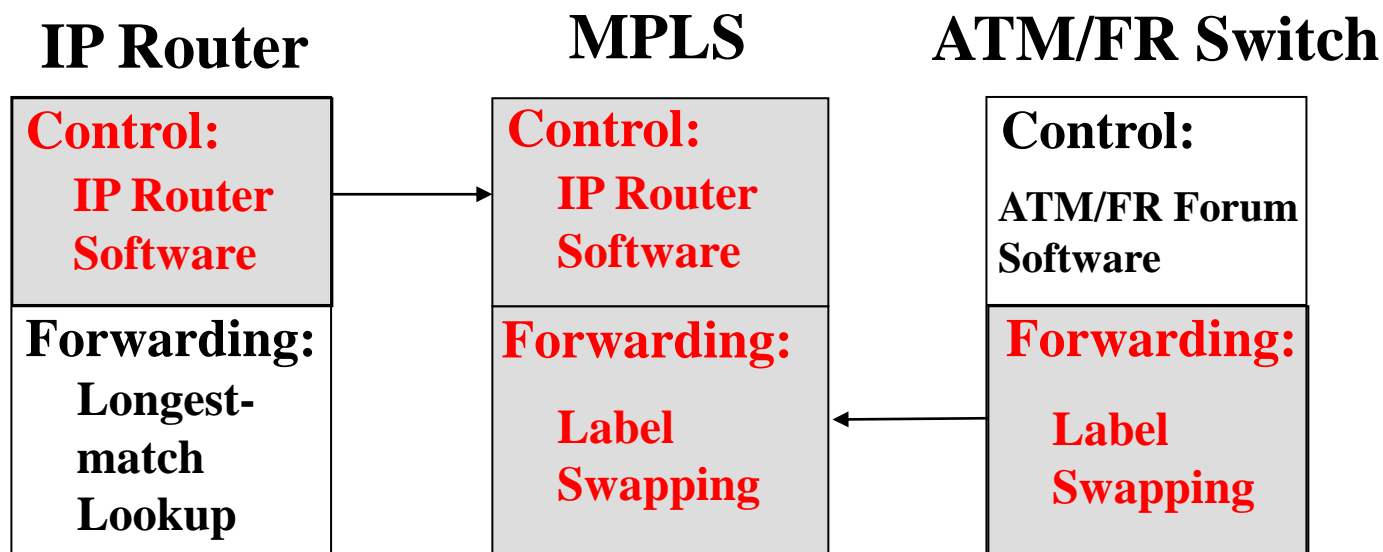 IP Router
MPLS
ATM/FR Switch
Control:
IP Router
Software
Forwarding:
Longest-
match
Lookup
Control:
IP Router
Software
Forwarding:
Label
Swapping
Control:
ATM/FR Forum
Software
Forwarding:
Label
Swapping